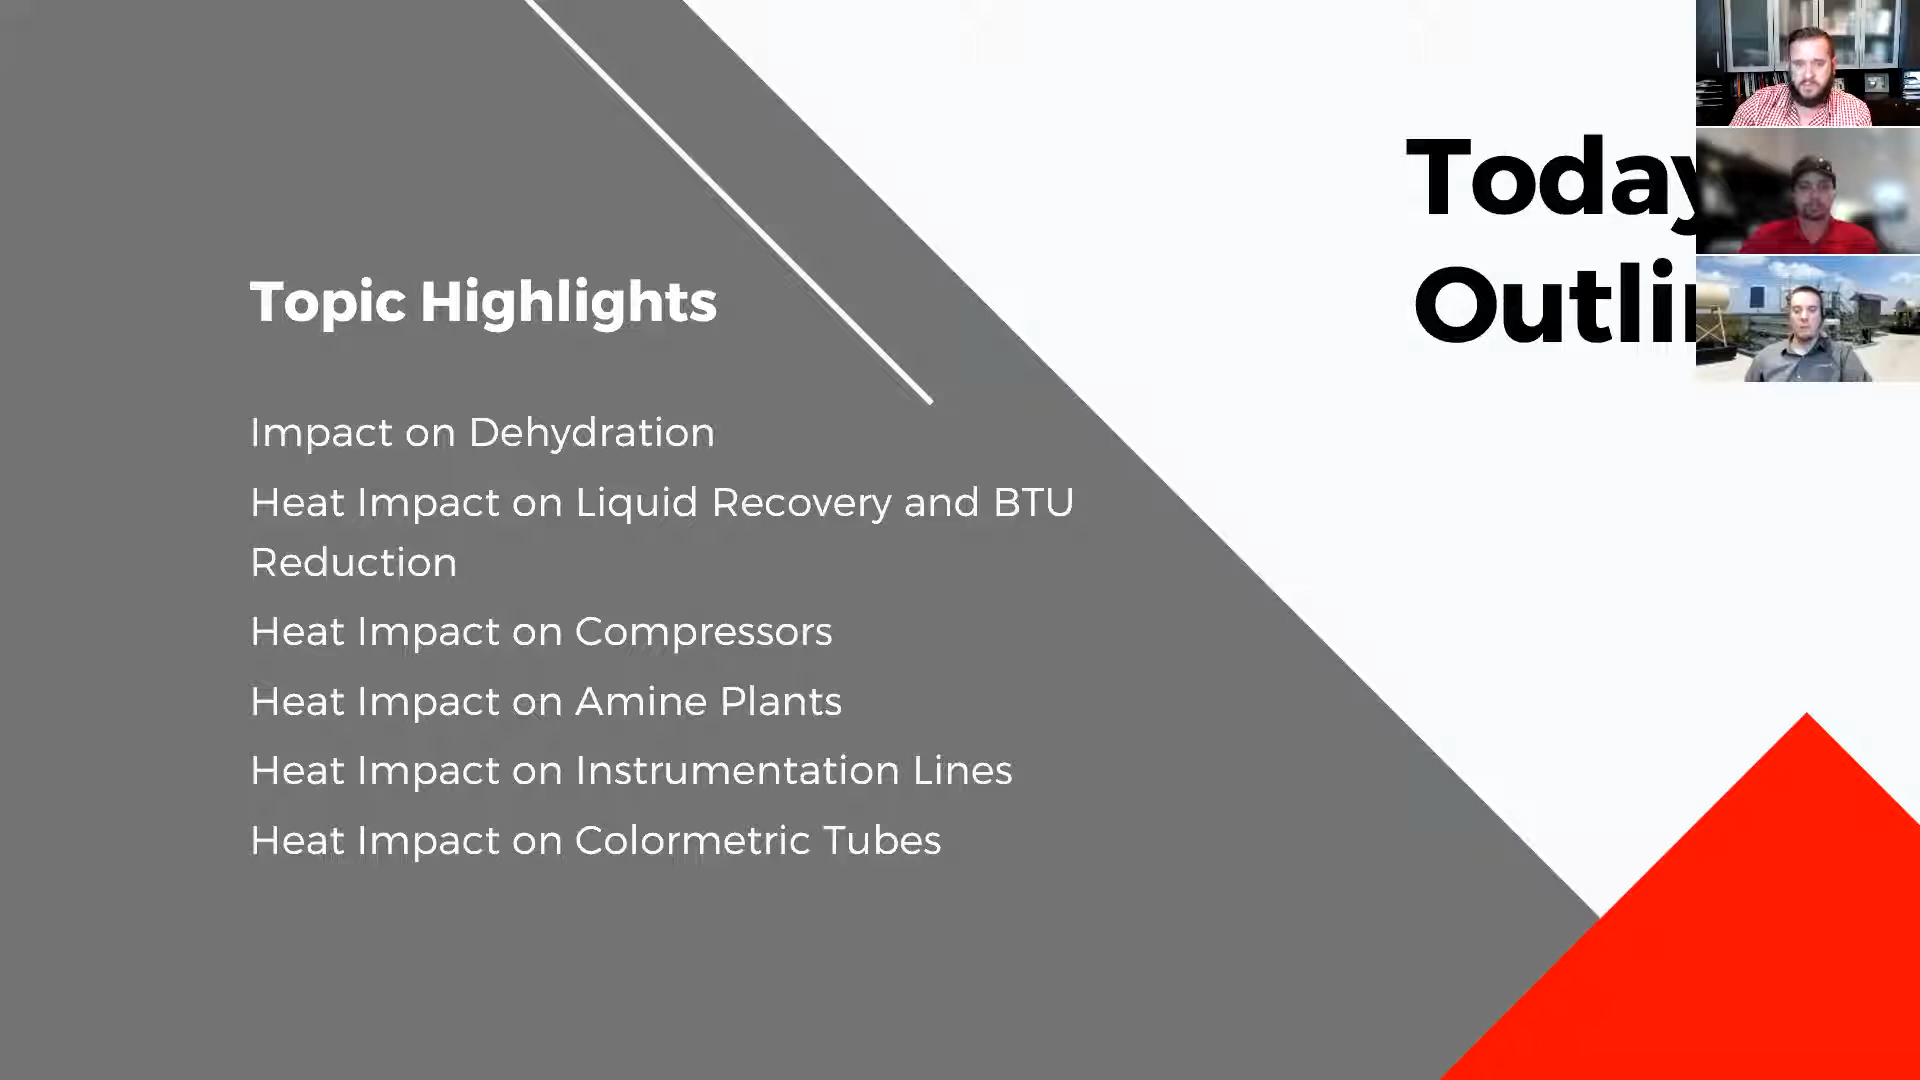 Today
Outli
Topic Highlights
Impact on Dehydration
Heat Impact on Liquid Recovery and BTU
Reduction
Heat Impact on Compressors
Heat Impact on Amine Plants
Heat Impact on Instrumentation Lines
Heat Impact on Colormetric Tubes